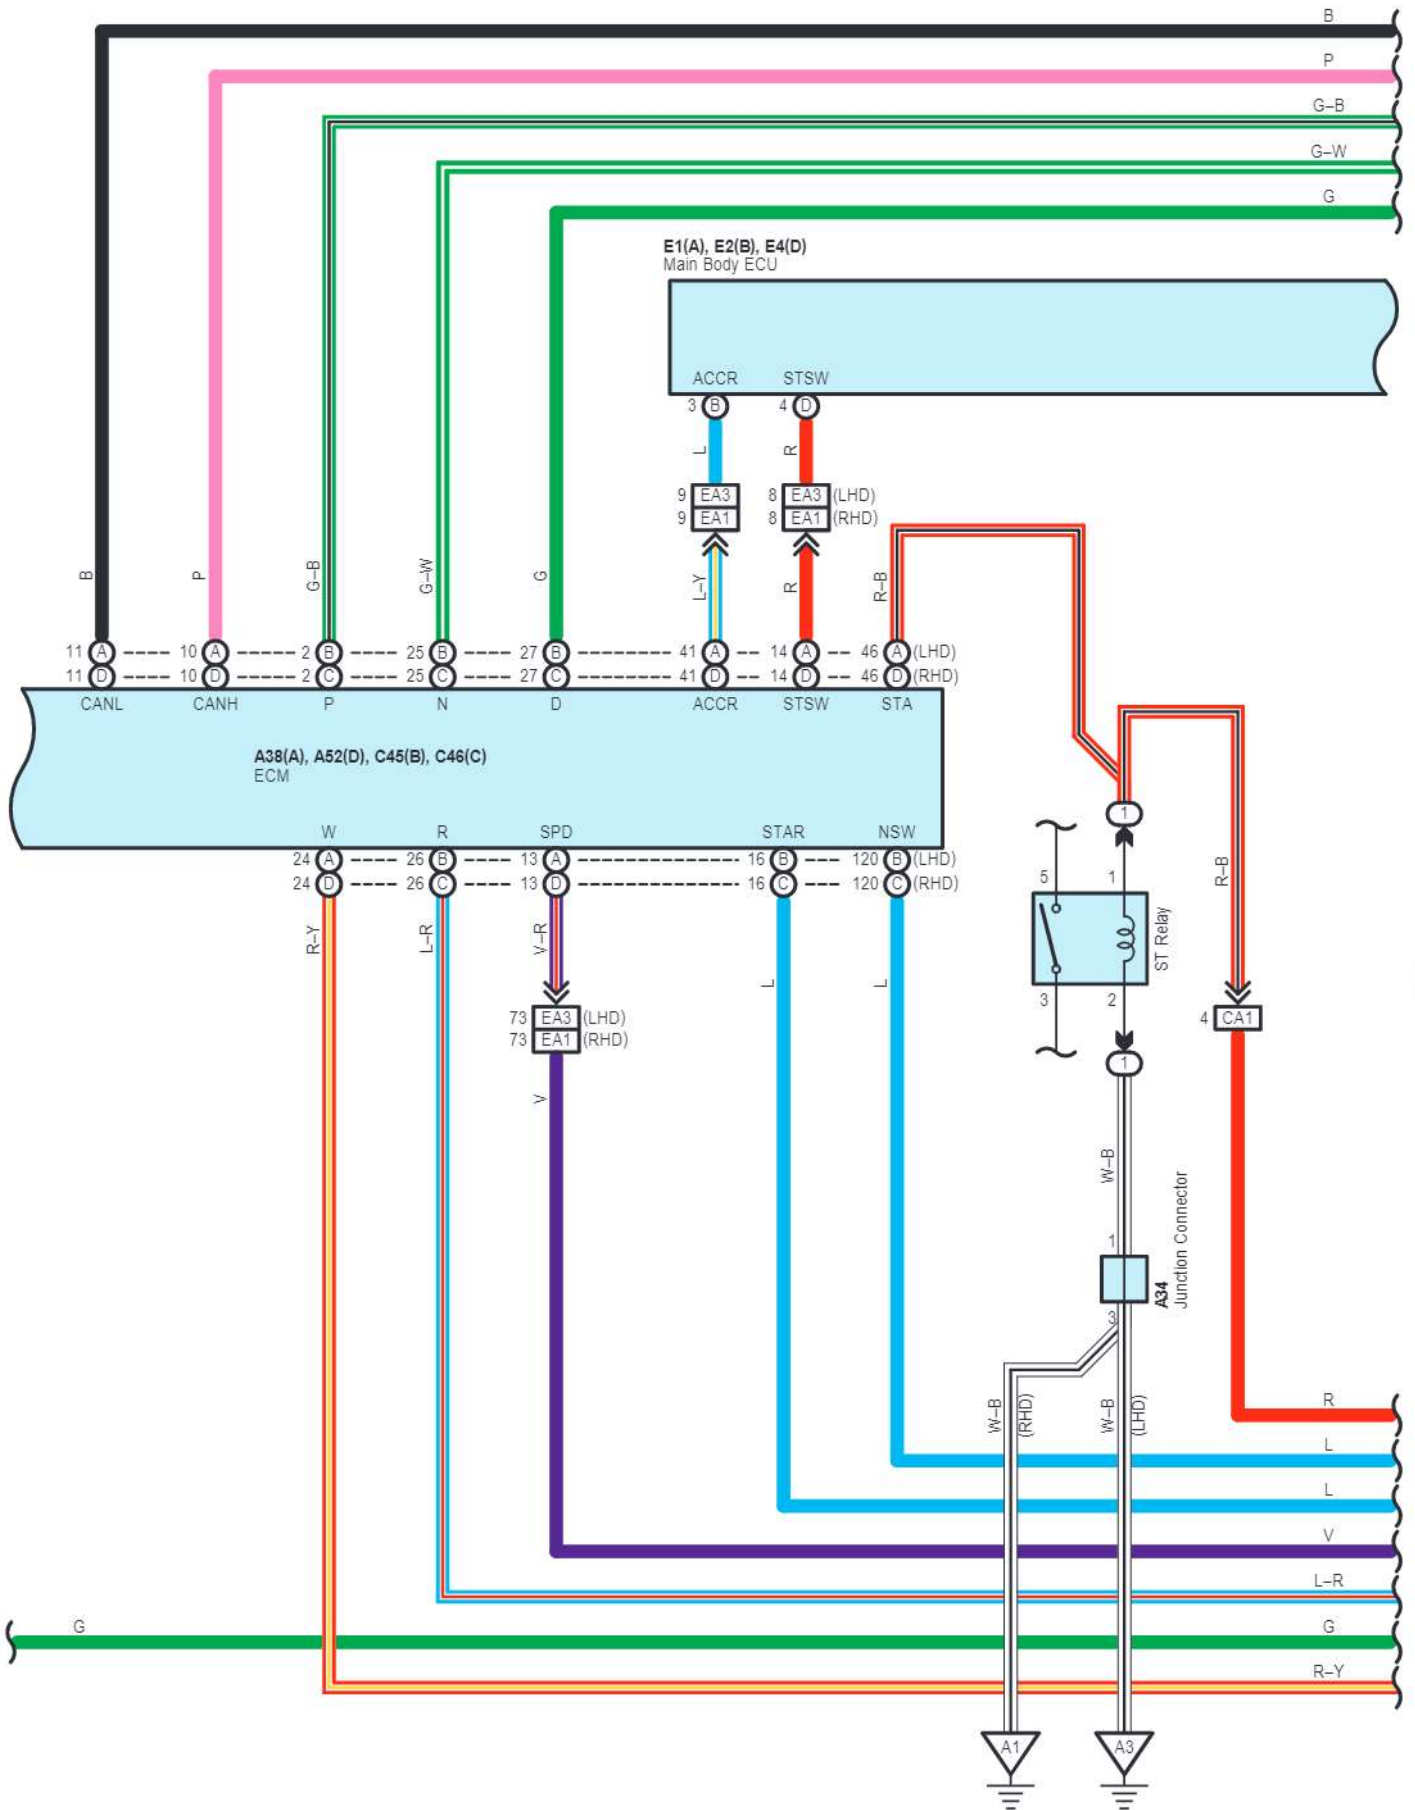 B
P
G–B
G–W
G
E1(A), E2(B), E4(D)
Main Body ECU
ACCR STSW
3 B 4 D
L R
9 EA3 8 EA3 (LHD)
9 EA1 8 EA1 (RHD)
B P G–B G–W G L–Y R R–B
11 A 10 A 2 B 25 B 27 B 41 A 14 A 46 A (LHD)
11 D 10 D 2 C 25 C 27 C 41 D 14 D 46 D (RHD)
CANL CANH P N D ACCR STSW STA
A38(A), A52(D), C45(B), C46(C)
ECM
1
W R SPD STAR NSW
24 A 26 B 13 A 16 B 120 B (LHD)
24 D 26 C 13 D 16 C 120 C (RHD)
5 1
R–B
ST Relay
R–Y L–R V–R L L
3 2
73 EA3 (LHD)
73 EA1 (RHD)
4 CA1
1
V
W–B
1
A34
Junction Connector
3
W–B
(RHD)
W–B
(LHD)
R
L
L
V
L–R
G G
R–Y
A1 A3